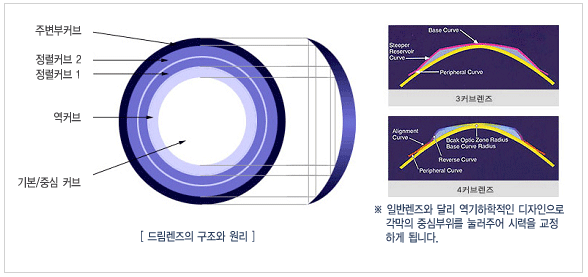 주변부커브
정렬커브 2
정렬커브 1
역커브
기본/중심 커브
[ 드림렌즈의 구조와 원리 ]
Base Curve
Steeper
Reservoir
Curve
Peripheral Curve
3커브렌즈
Alignment
Curve
Bcak Optic Zone
Radius
Base Curve Radius
Reverse Curve
Peripheral Curve
4커브렌즈
※ 일반렌즈와 달리 역기하학적인 디자인으로
각막의 중심부위를 눌러주어 시력을 교정
하게 됩니다.